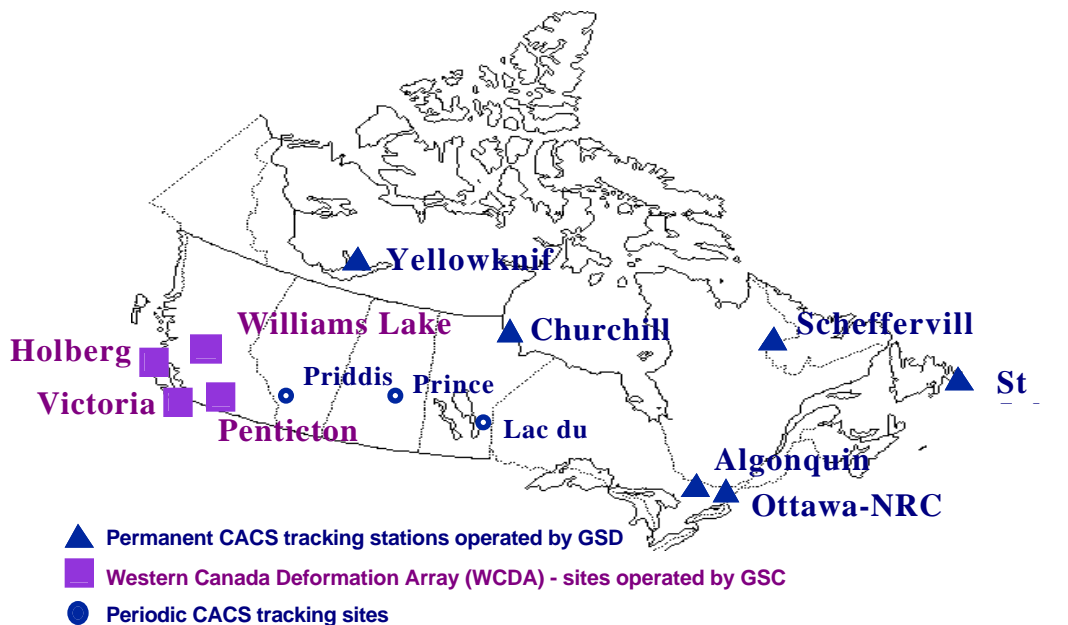 Yellowknif
Williams Lake
Churchill
Scheffervill
Holberg
Priddis
Prince
St
Victoria
Penticton
Lac du
Algonquin
Ottawa-NRC
Permanent CACS tracking stations operated by GSD
Western Canada Deformation Array (WCDA) - sites operated by GSC
Periodic CACS tracking sites